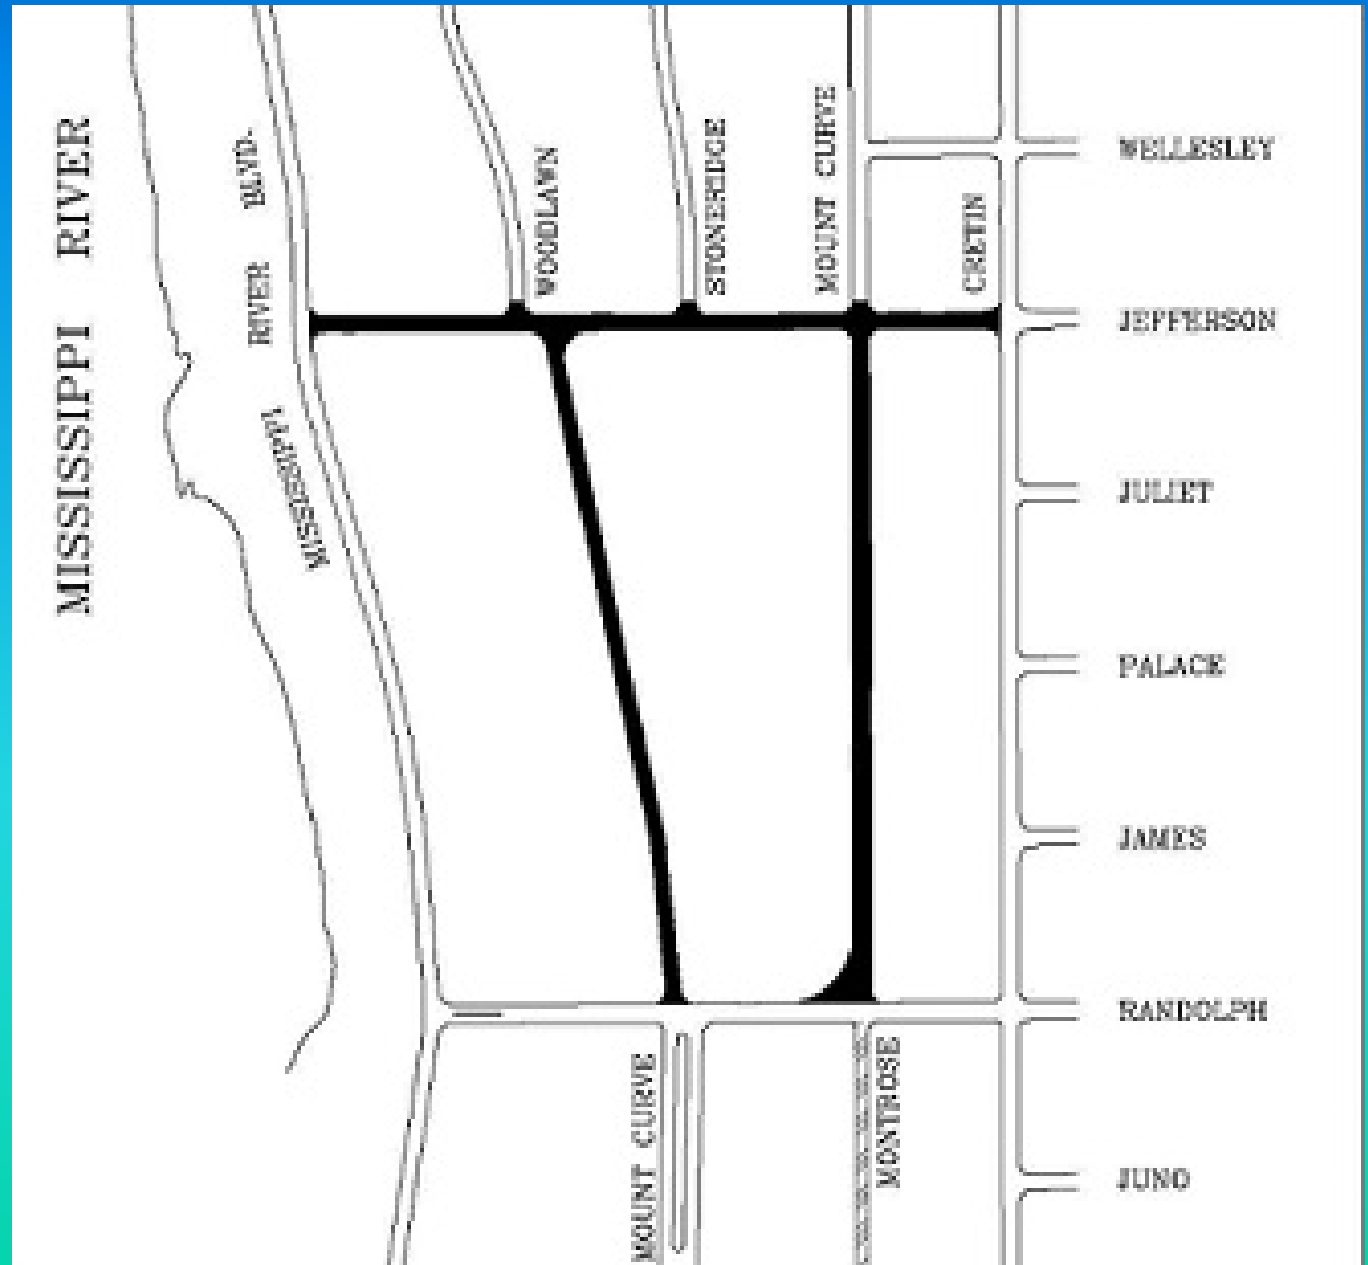 MISSISSIPPI RIVER
MISSISSIPPI RIVER BLVD.
WOODLAWN
STONERIDGE
MOUNT CURVE
CRETIN
WELLESLEY
JEFFERSON
JULIET
PALACE
JAMES
RANDOLPH
MOUNT CURVE
MONTROSE
JUNO